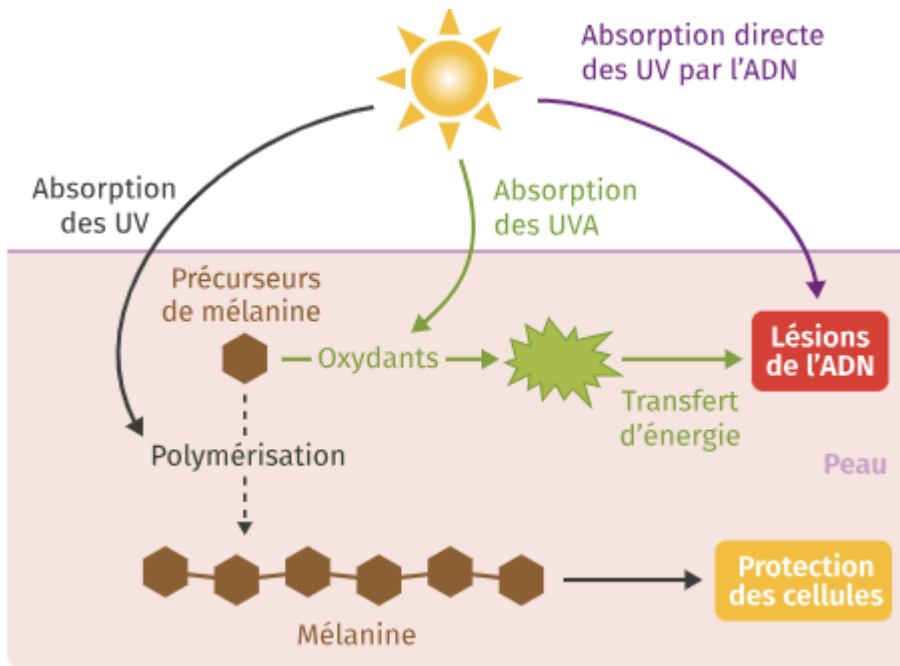 Absorption directe
des UV par l'ADN
Absorption
des UV
Absorption
des UVA
Précurseurs
de mélanine
Oxydants
Lésions
de l'ADN
Transfert
d'énergie
Polymérisation
Peau
Protection
des cellules
Mélanine